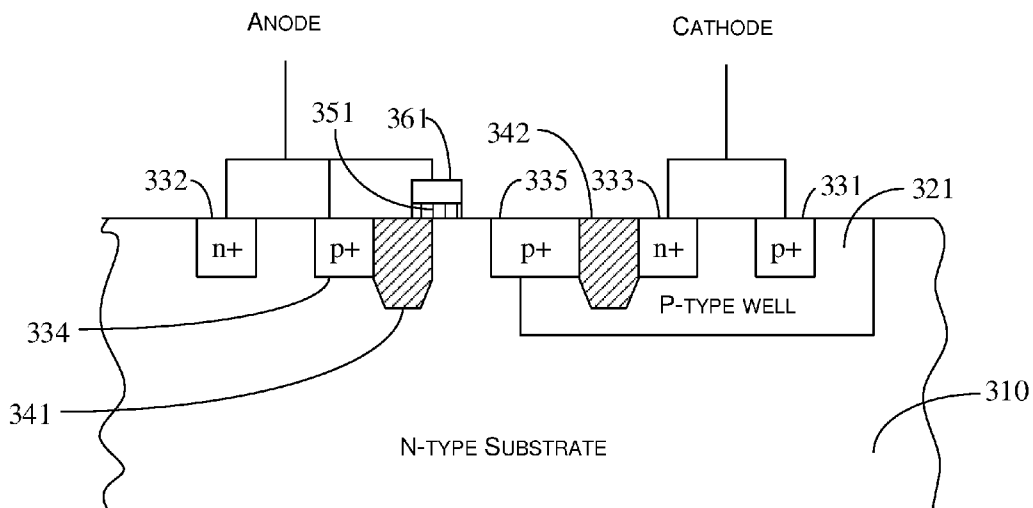 ANODE
CATHODE
351
361
342
332
335
333
331
321
n+
p+
p+
n+
p+
P-TYPE WELL
334
341
310
N-TYPE SUBSTRATE